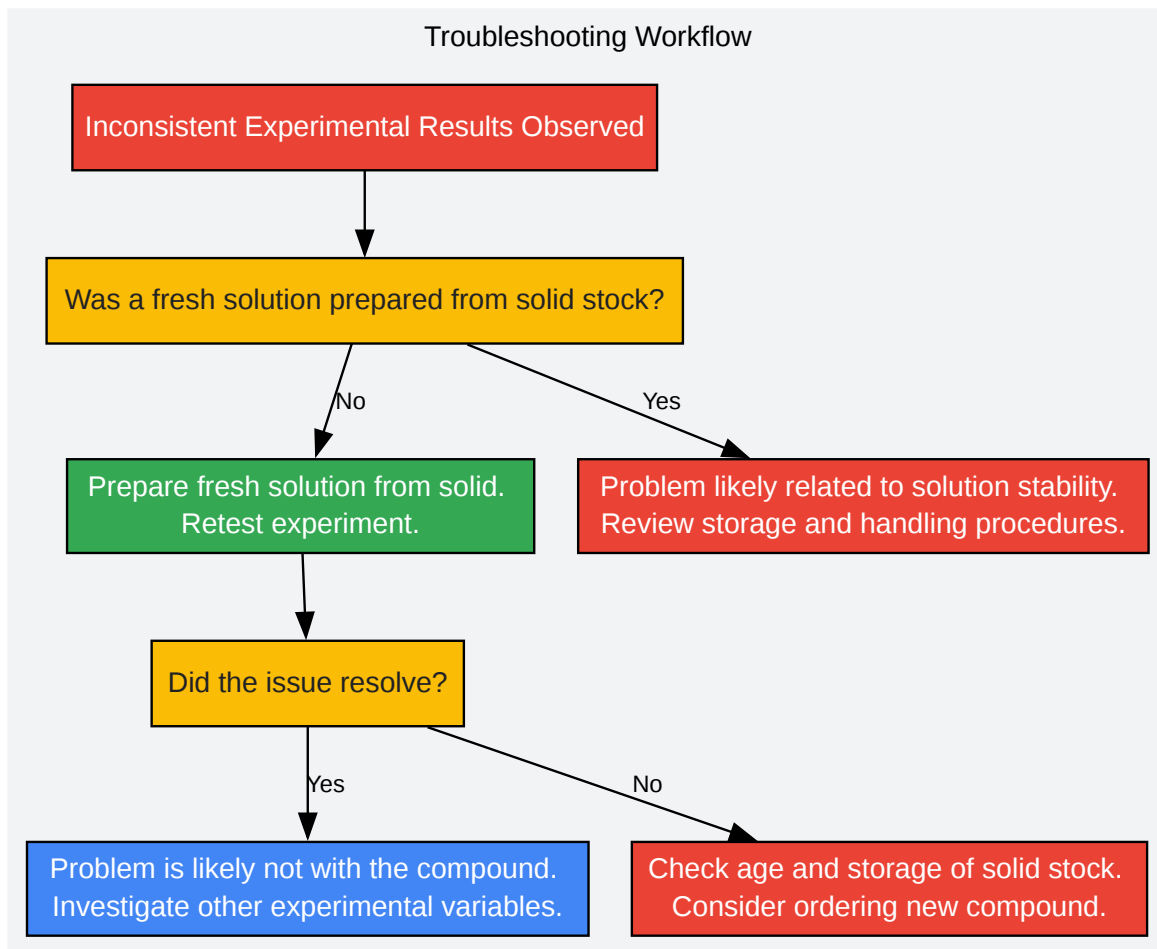 Troubleshooting Workflow
Inconsistent Experimental Results Observed
Was a fresh solution prepared from solid stock?
No
Yes
Prepare fresh solution from solid.
Retest experiment.
Problem likely related to solution stability.
Review storage and handling procedures.
Did the issue resolve?
Yes
No
Problem is likely not with the compound.
Investigate other experimental variables.
Check age and storage of solid stock.
Consider ordering new compound.